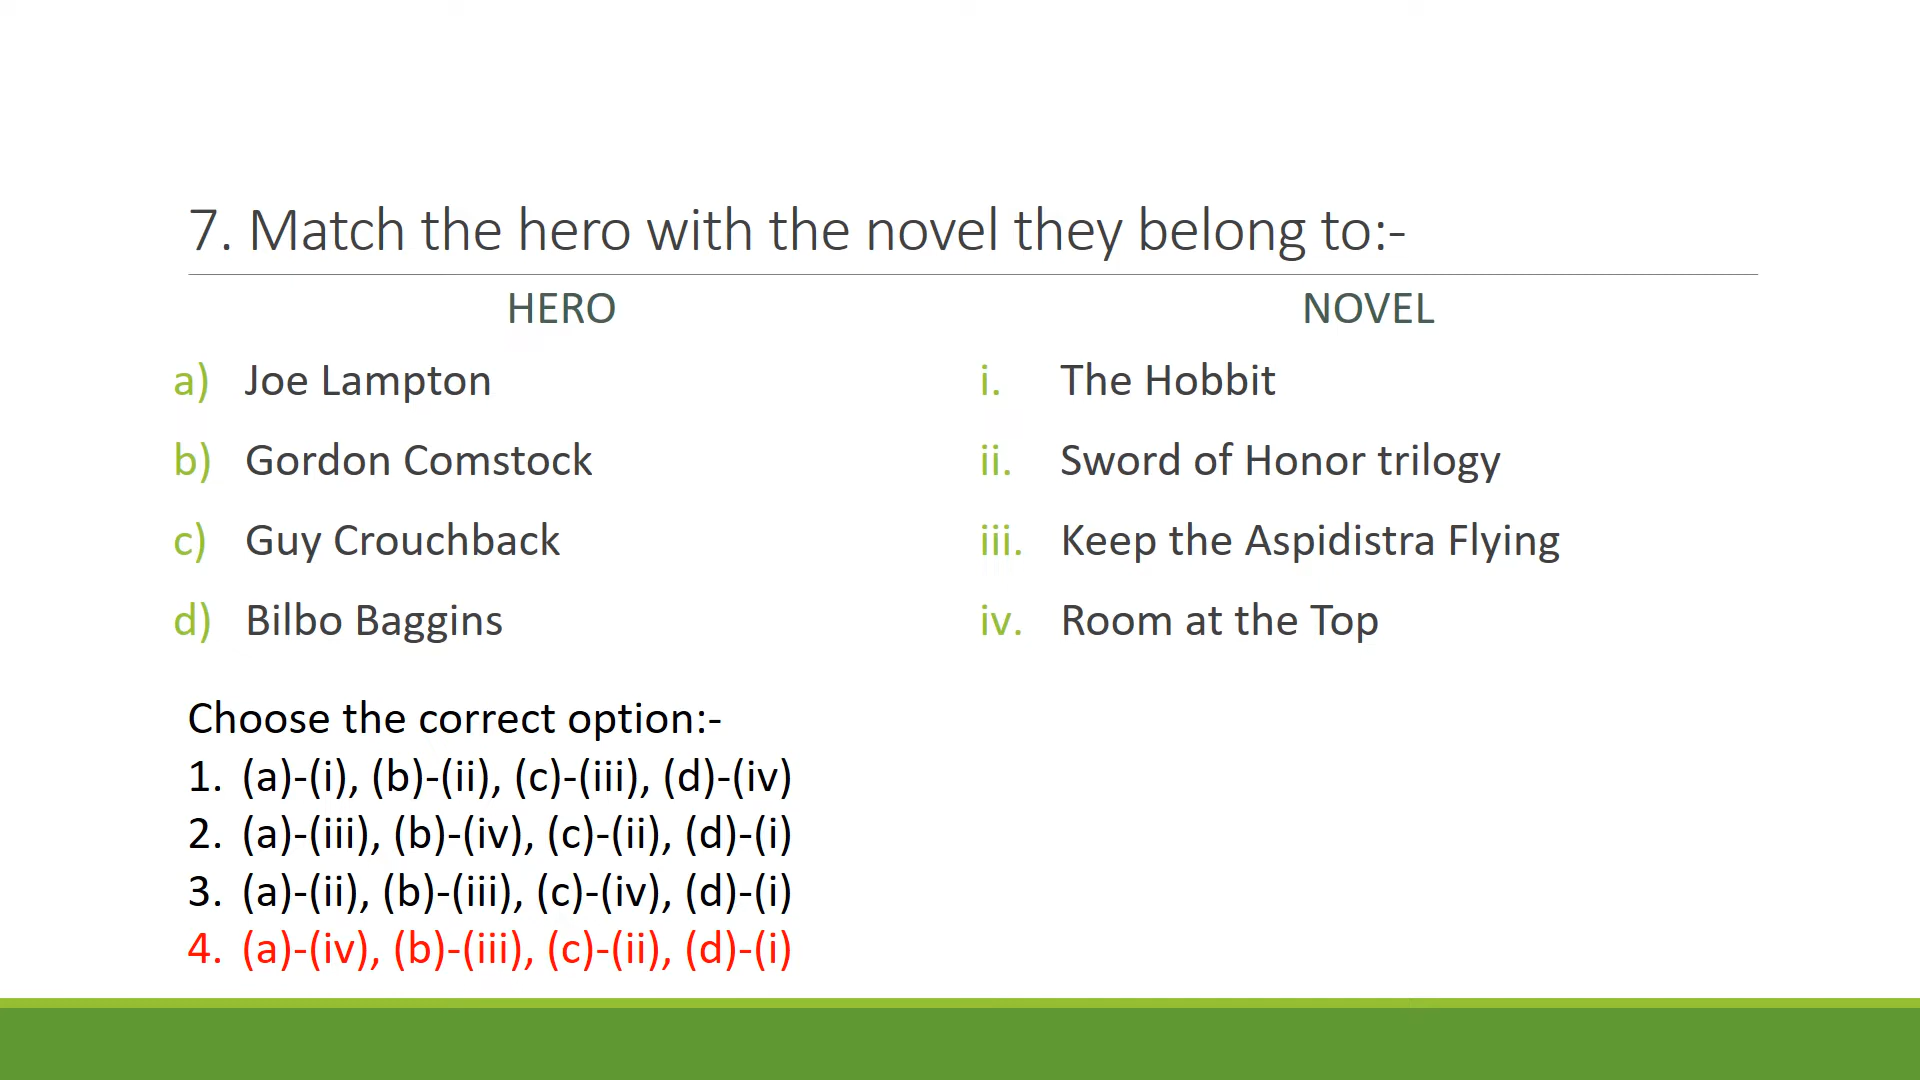 7. Match the hero with the novel they belong to:-
HERO
a) Joe Lampton
b) Gordon Comstock
c) Guy Crouchback
d) Bilbo Baggins
NOVEL
i. The Hobbit
ii. Sword of Honor trilogy
iii. Keep the Aspidistra Flying
iv. Room at the Top
Choose the correct option:-
1. (a)-(i), (b)-(ii), (c)-(iii), (d)-(iv)
2. (a)-(iii), (b)-(iv), (c)-(ii), (d)-(i)
3. (a)-(ii), (b)-(iii), (c)-(iv), (d)-(i)
4. (a)-(iv), (b)-(iii), (c)-(ii), (d)-(i)